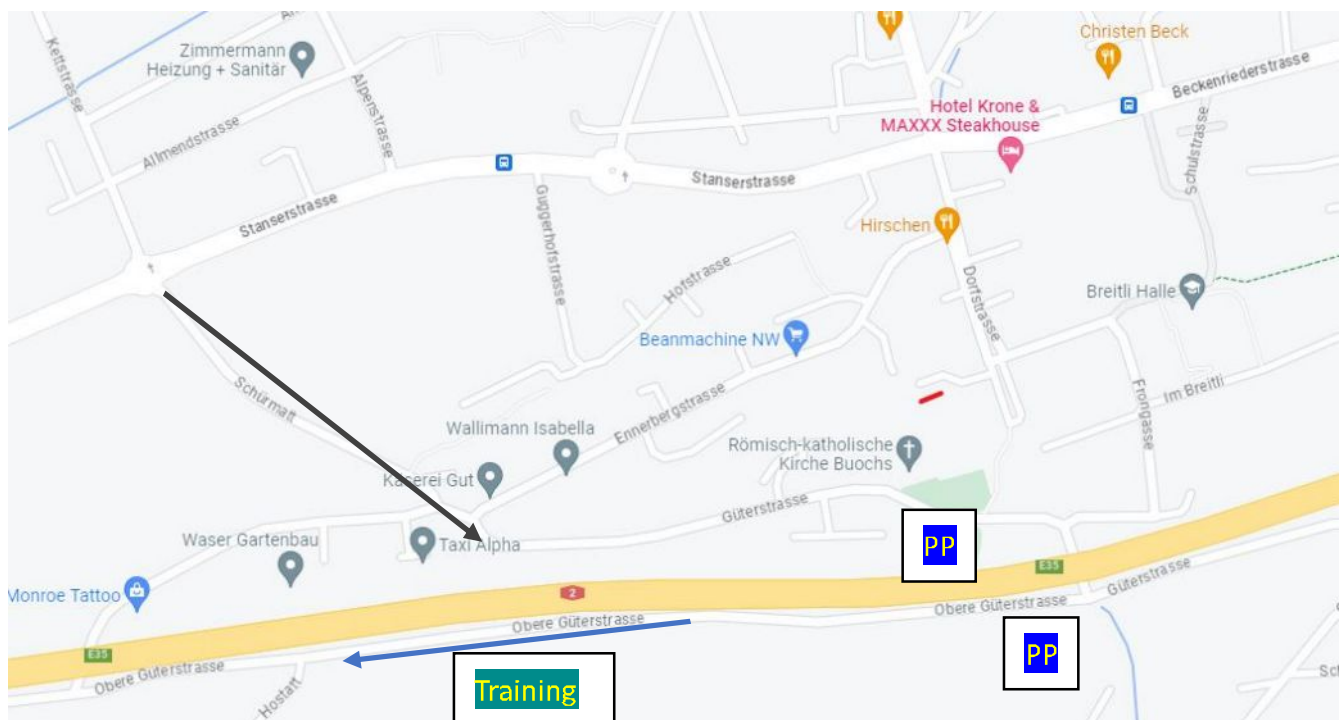 Kettstrasse
Zimmermann
Heizung + Sanitär
Alpenstrasse
Allmendstrasse
Christen Beck
Beckenriederstrasse
Hotel Krone &
MAXXX Steakhouse
Schulstrasse
Stanserstrasse
Stanserstrasse
Guggerhofstrasse
Hirschen
Hofstrasse
Dorfstrasse
Breitli Halle
Beanmachine NW
Schürmatt
Ennerbergstrasse
Frongasse
Im Breitli
Wallimann Isabella
Römisch-katholische
Kirche Buochs
Käserei Gut
Güterstrasse
Waser Gartenbau
Taxi Alpha
PP
E35
Monroe Tattoo
2
Güterstrasse
Obere Güterstrasse
Obere Güterstrasse
E35
Obere Güterstrasse
Hostatt
Training
PP